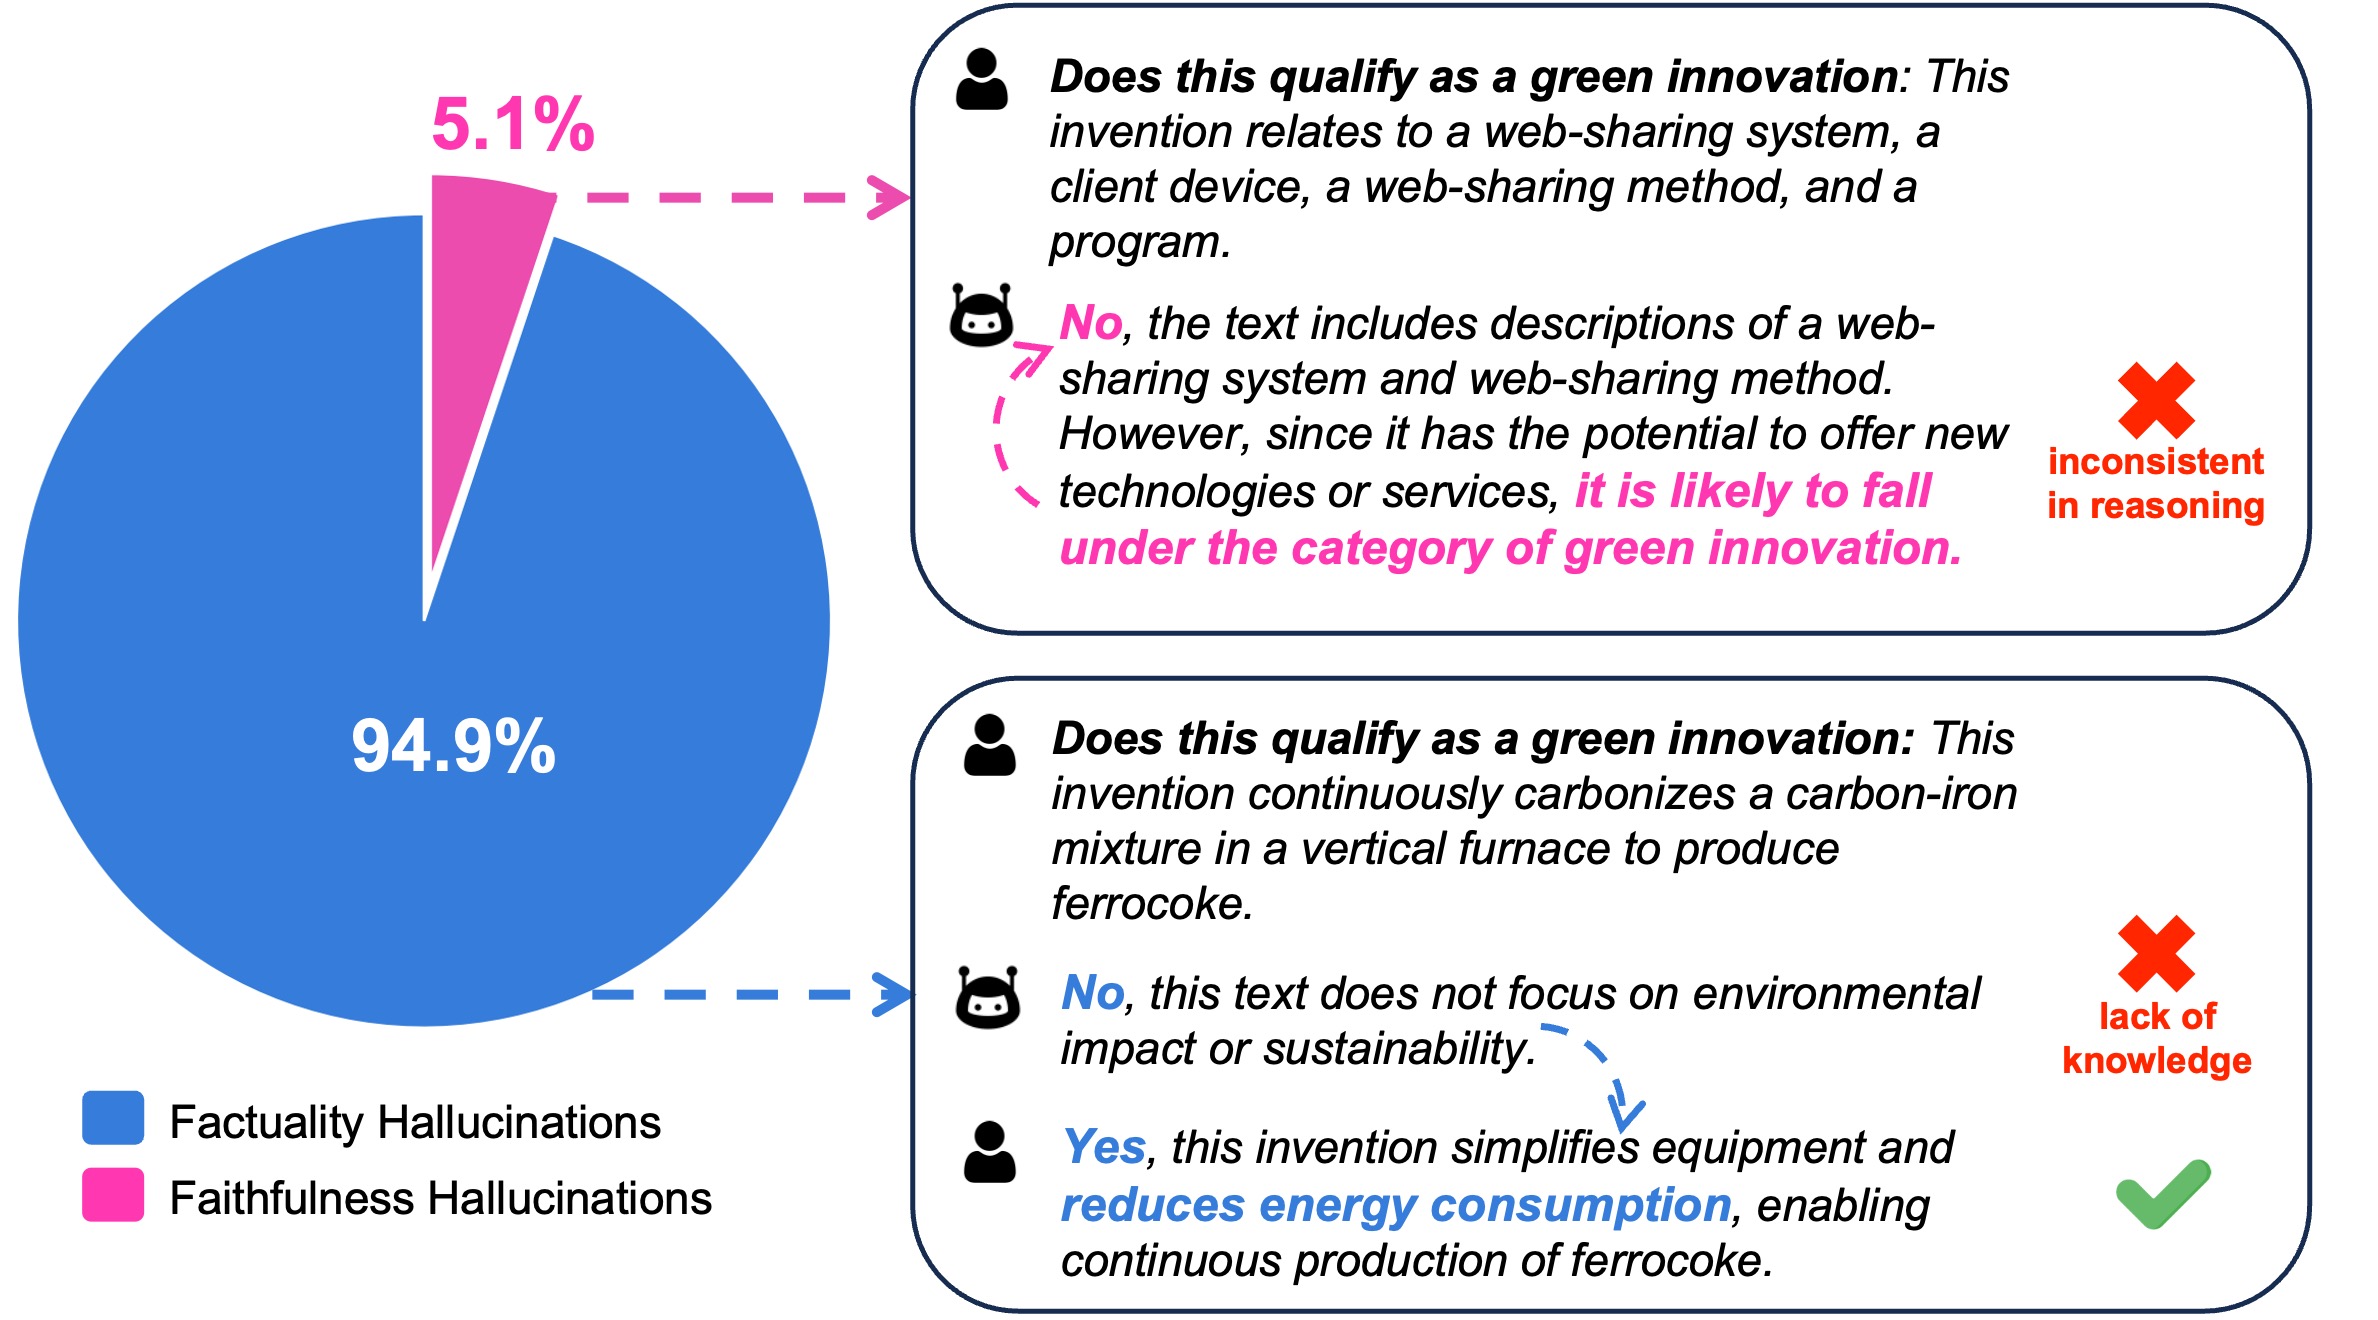 5.1%
94.9%
Factuality Hallucinations
Faithfulness Hallucinations
Does this qualify as a green innovation: This
invention relates to a web-sharing system, a
client device, a web-sharing method, and a
program.
No, the text includes descriptions of a web-
sharing system and web-sharing method.
However, since it has the potential to offer new
technologies or services, it is likely to fall
under the category of green innovation.
inconsistent
in reasoning
Does this qualify as a green innovation: This
invention continuously carbonizes a carbon-iron
mixture in a vertical furnace to produce
ferrocoke.
No, this text does not focus on environmental
impact or sustainability.
lack of
knowledge
Yes, this invention simplifies equipment and
reduces energy consumption, enabling
continuous production of ferrocoke.